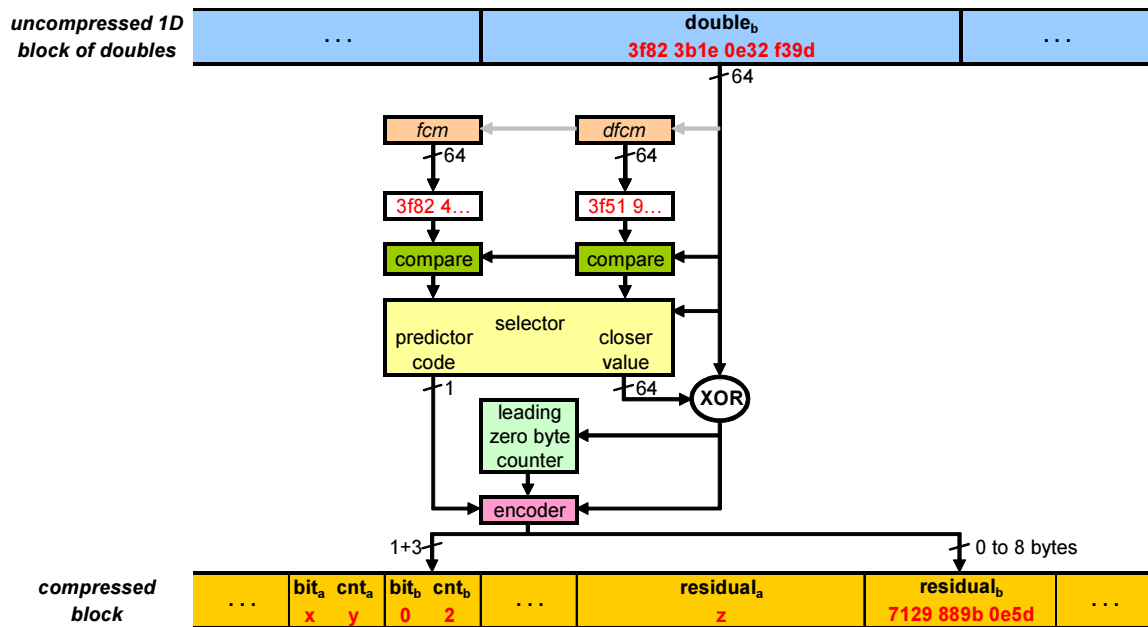 uncompressed 1D
block of doubles
. . .
double_b
3f82 3b1e 0e32 f39d
. . .
64
fcm
dfcm
64
64
3f82 4…
3f51 9…
compare
compare
selector
predictor
code
closer
value
1
64
XOR
leading
zero byte
counter
encoder
1+3
0 to 8 bytes
compressed
block
. . .
bit_a cnt_a
x y
bit_b cnt_b
0 2
. . .
residual_a
z
residual_b
7129 889b 0e5d
. . .